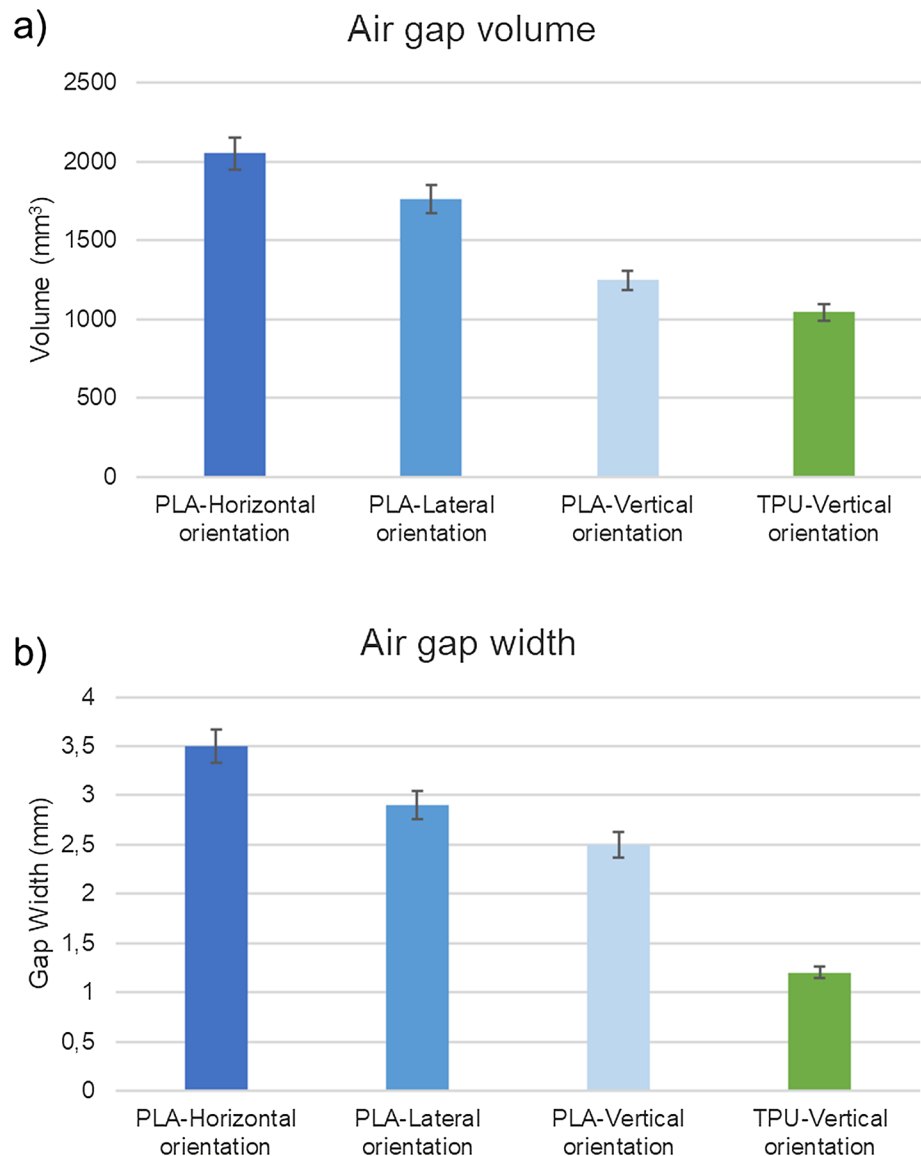 a)
Air gap volume
2500
2000
1500
1000
500
0
Volume (mm³)
PLA-Horizontal
orientation
PLA-Lateral
orientation
PLA-Vertical
orientation
TPU-Vertical
orientation
b)
Air gap width
4
3,5
3
2,5
2
1,5
1
0,5
0
Gap Width (mm)
PLA-Horizontal
orientation
PLA-Lateral
orientation
PLA-Vertical
orientation
TPU-Vertical
orientation